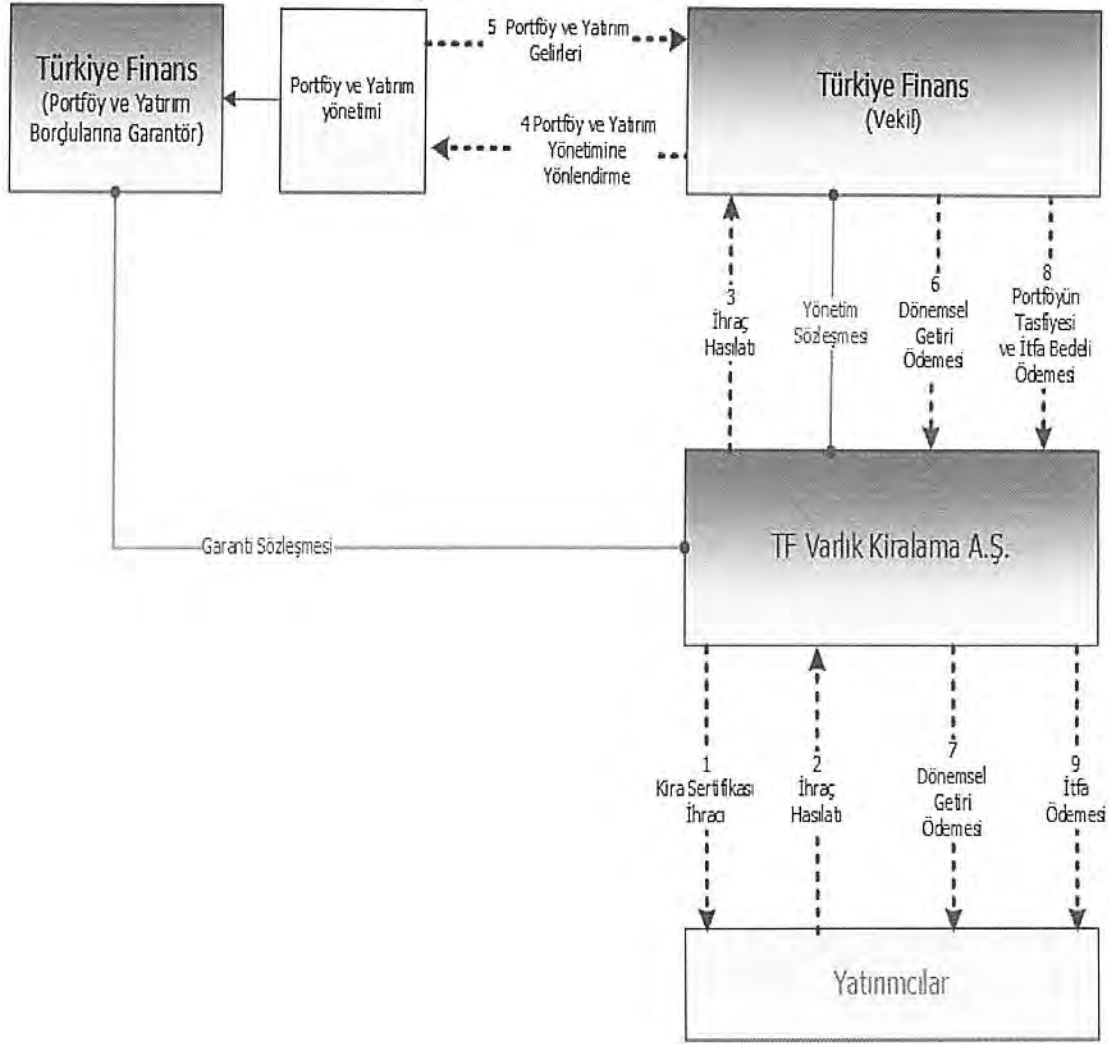 Türkiye Finans
(Portföy ve Yatırım
Borçlularına Garantör)
Portföy ve Yatırım
yönetimi
5 Portföy ve Yatırım
Gelirleri
4 Portföy ve Yatırım
Yönetimine
Yönlendirme
Türkiye Finans
(Vekil)
3
İhraç
Hasılatı
Yönetim
Sözleşmesi
6
Dönemsel
Getiri
Ödemesi
8
Portföyün
Tasfiyesi
ve İtfa Bedeli
Ödemesi
Garanti Sözleşmesi
TF Varlık Kiralama A.Ş.
1
Kira Sertifikası
İhracı
2
İhraç
Hasılatı
7
Dönemsel
Getiri
Ödemesi
9
İtfa
Ödemesi
Yatırımcılar